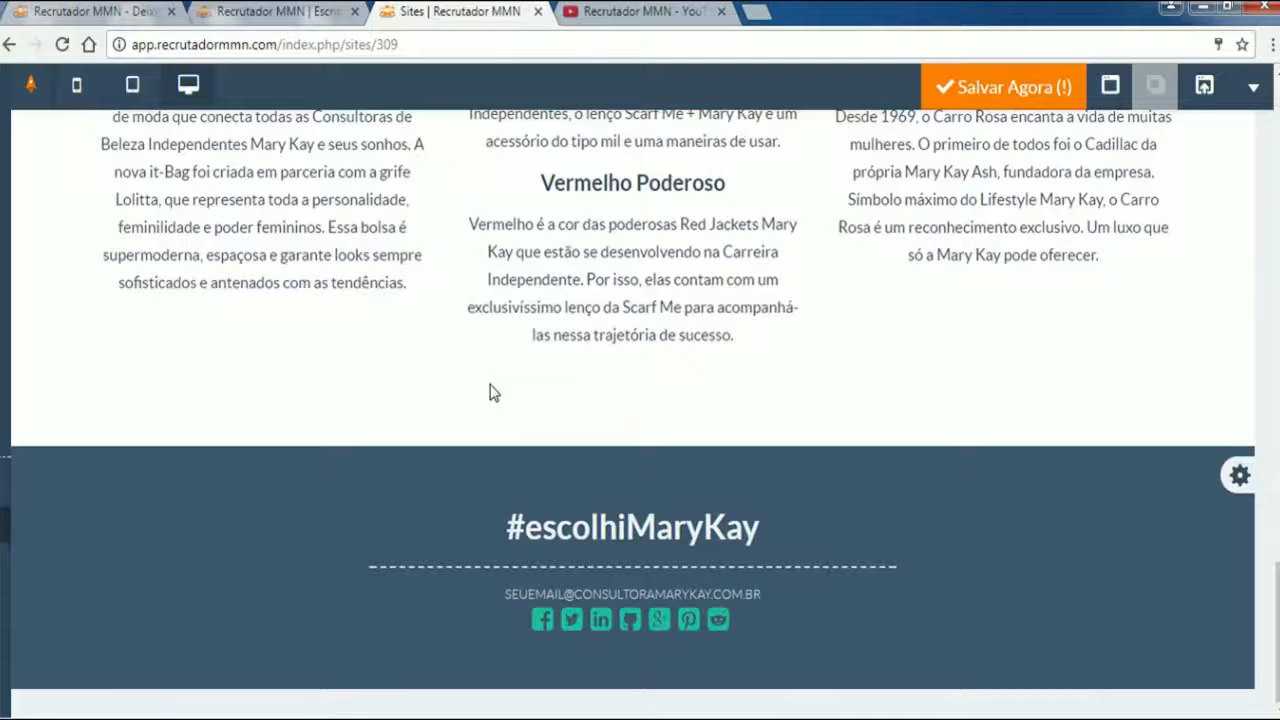 Recrutador MMN - Deix
Recrutador MMN | Escrit
Sites | Recrutador MMN
Recrutador MMN - YouT
app.recrutadormmn.com/index.php/sites/309
Salvar Agora (!)
de moda que conecta todas as Consultoras de
Beleza Independentes Mary Kay e seus sonhos. A
nova it-Bag foi criada em parceria com a grife
Lolitta, que representa toda a personalidade,
feminilidade e poder femininos. Essa bolsa é
supermoderna, espaçosa e garante looks sempre
sofisticados e antenados com as tendências.
Independentes, o lenço Scarf Me + Mary Kay é um
acessório do tipo mil e uma maneiras de usar.
Vermelho Poderoso
Vermelho é a cor das poderosas Red Jackets Mary
Kay que estão se desenvolvendo na Carreira
Independente. Por isso, elas contam com um
exclusivíssimo lenço da Scarf Me para acompanhá-
las nessa trajetória de sucesso.
Desde 1969, o Carro Rosa encanta a vida de muitas
mulheres. O primeiro de todos foi o Cadillac da
própria Mary Kay Ash, fundadora da empresa.
Símbolo máximo do Lifestyle Mary Kay, o Carro
Rosa é um reconhecimento exclusivo. Um luxo que
só a Mary Kay pode oferecer.
#escolhiMaryKay
SEUEMAIL@CONSULTORAMARYKAY.COM.BR